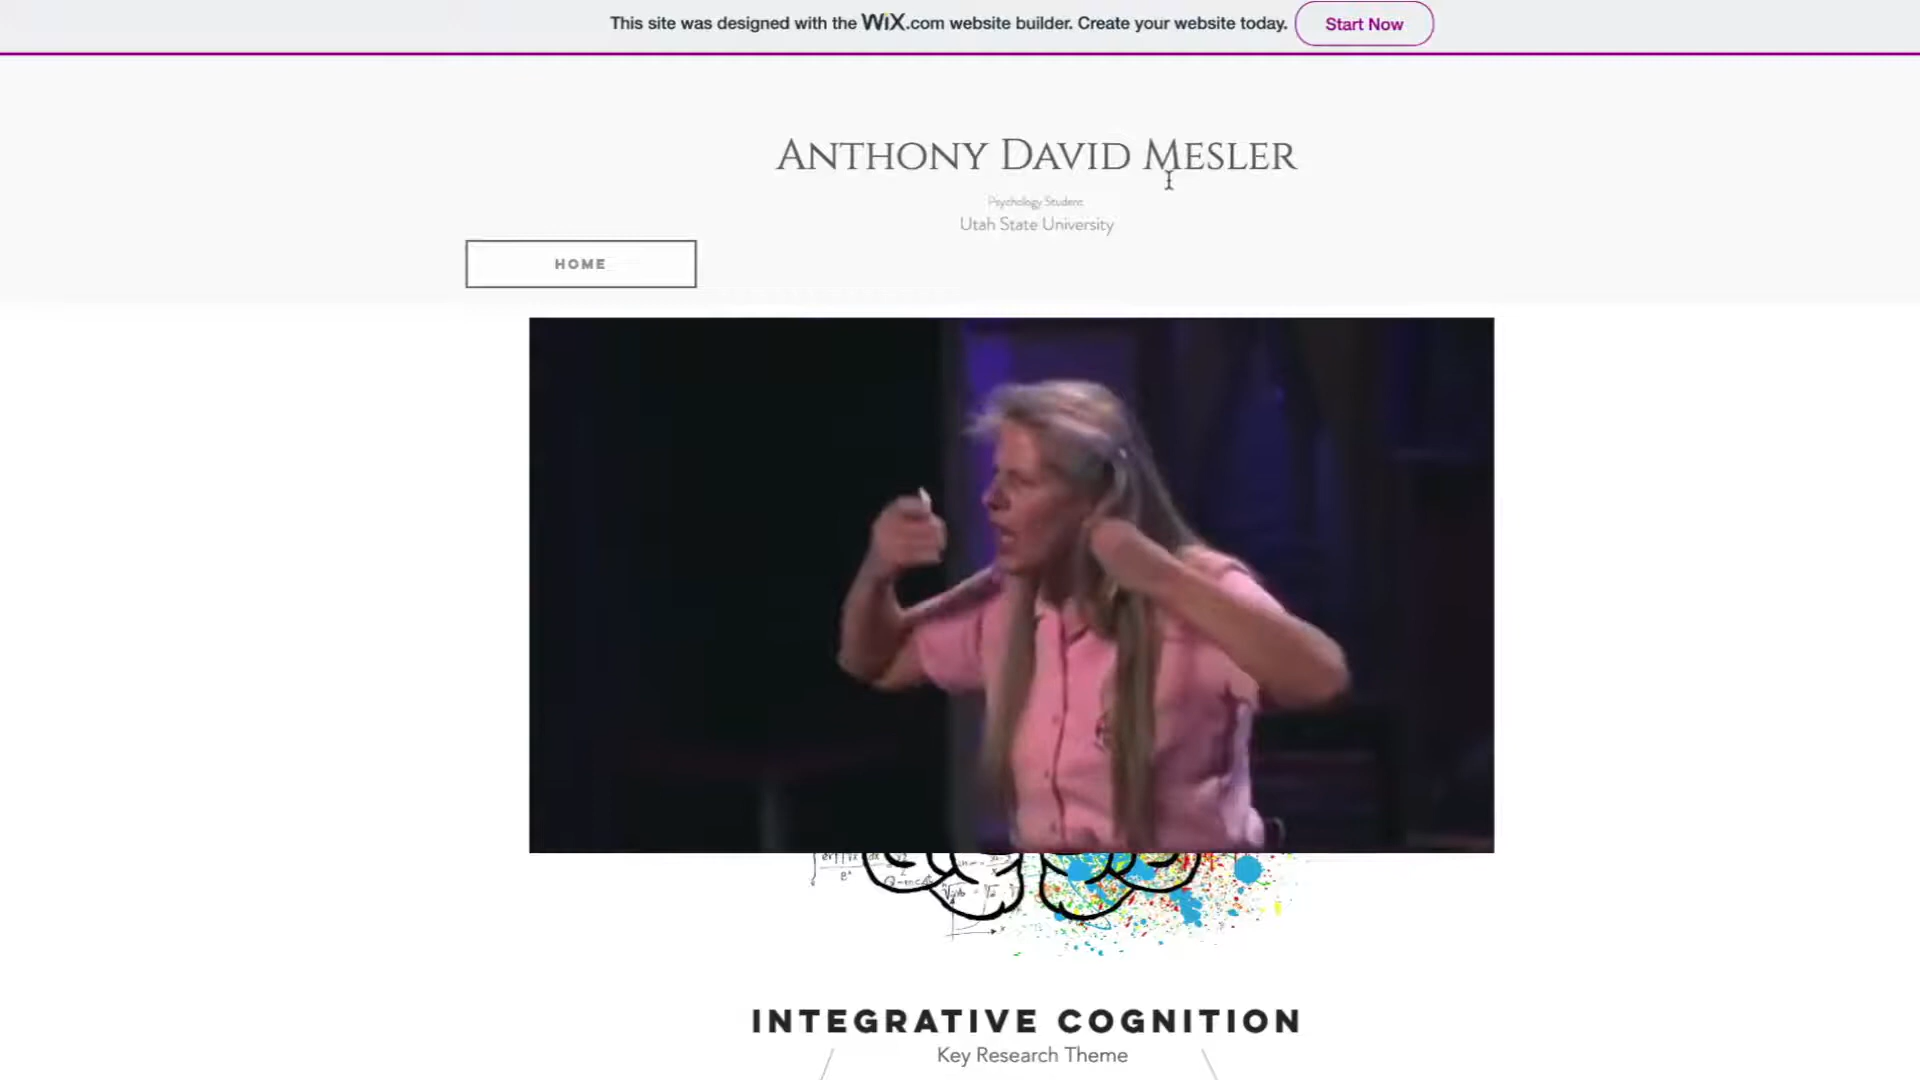 This site was designed with the WiX.com website builder. Create your website today. Start Now
ANTHONY DAVID MESLER
Psychology Student
Utah State University
HOME
INTEGRATIVE COGNITION
Key Research Theme